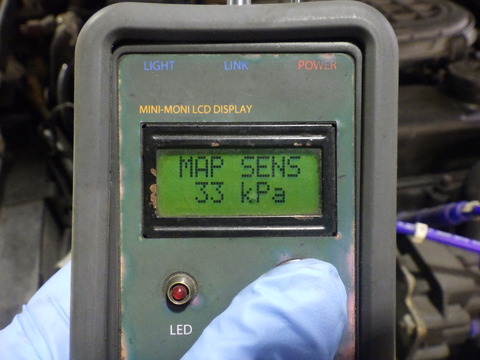 LIGHT LINK POWER
MINI-MONI LCD DISPLAY
MAP SENS
33 kPa
LED